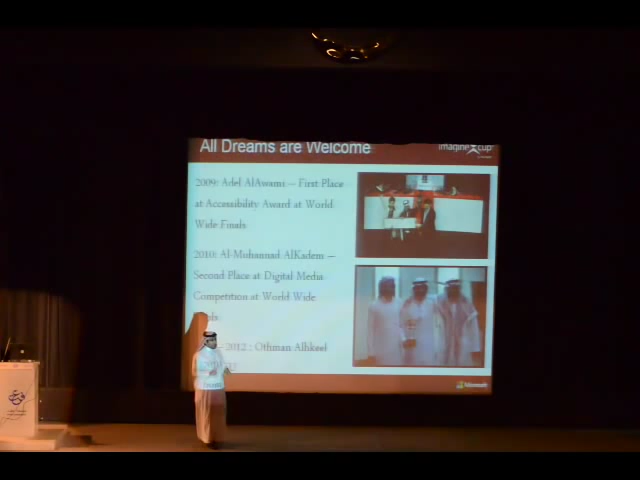 All Dreams are Welcome
imagine cup
2009: Adel AlAwami – First Place
at Accessibility Award at World
Wide Finals
2010: Al-Muhannad AlKadem –
Second Place at Digital Media
Competition at World Wide
- 2012 : Othman
Microsoft